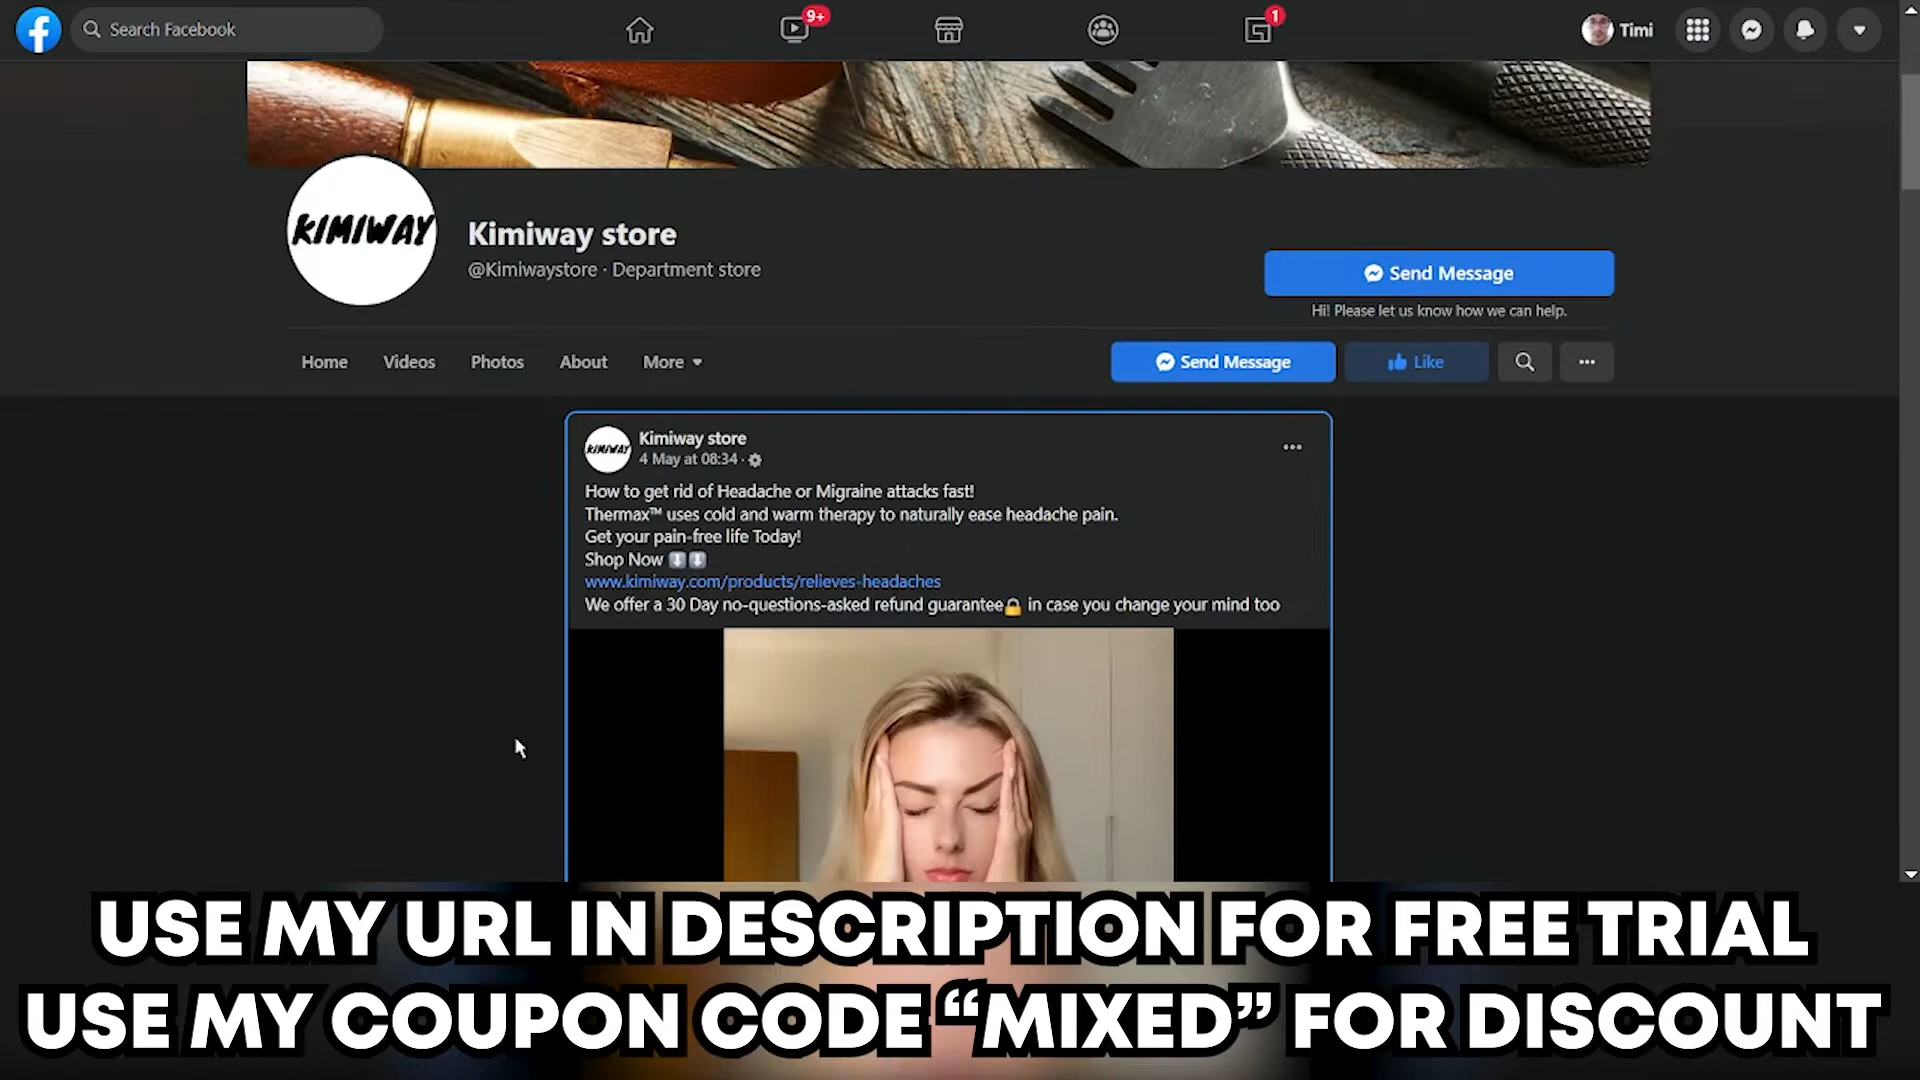 Search Facebook
9+
1
Timi
KIMIWAY
Kimiway store
@Kimiwaystore · Department store
Send Message
Hi! Please let us know how we can help.
Home
Videos
Photos
About
More
Send Message
Like
KIMIWAY
Kimiway store
4 May at 08:34 ·
How to get rid of Headache or Migraine attacks fast!
Thermax™ uses cold and warm therapy to naturally ease headache pain.
Get your pain-free life Today!
Shop Now ⬇️⬇️
www.kimiway.com/products/relieves-headaches
We offer a 30 Day no-questions-asked refund guarantee🔒 in case you change your mind too
USE MY URL IN DESCRIPTION FOR FREE TRIAL
USE MY COUPON CODE “MIXED” FOR DISCOUNT